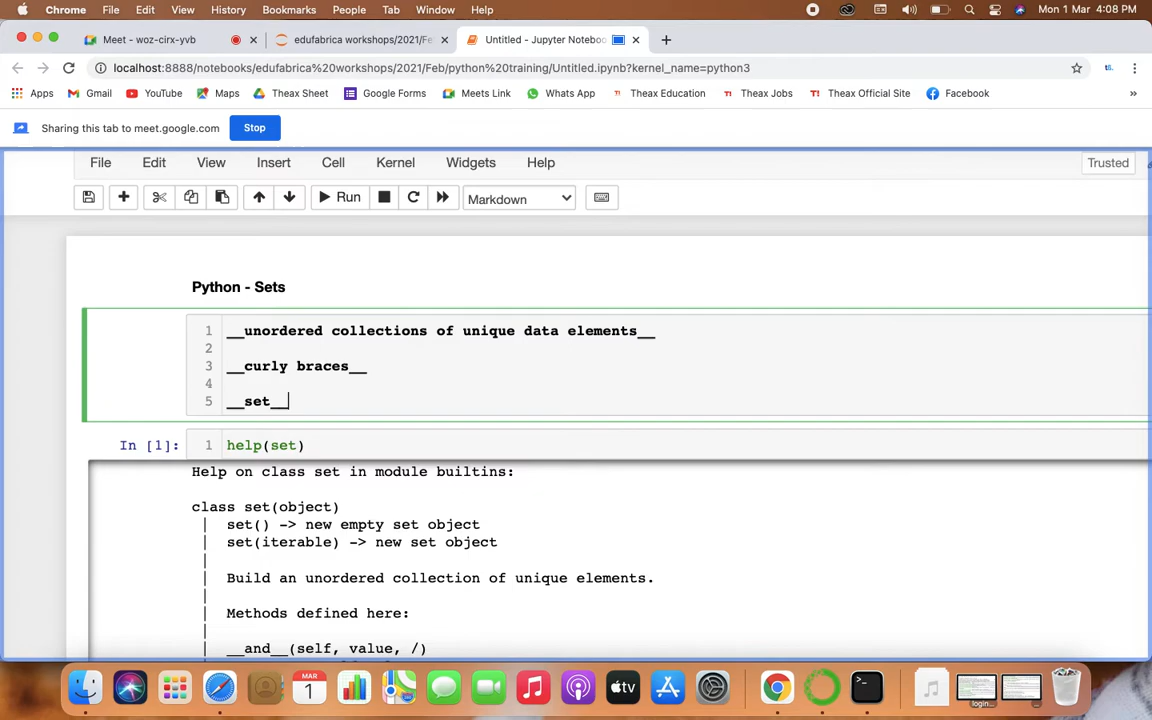 Chrome File Edit View History Bookmarks People Tab Window Help Mon 1 Mar 4:08 PM
Meet - woz-cirx-yvb edufabrica workshops/2021/Fe Untitled - Jupyter Noteboo
localhost:8888/notebooks/edufabrica%20workshops/2021/Feb/python%20training/Untitled.ipynb?kernel_name=python3
Apps Gmail YouTube Maps Theax Sheet Google Forms Meets Link Whats App Theax Education Theax Jobs Theax Official Site Facebook »
Sharing this tab to meet.google.com Stop
File Edit View Insert Cell Kernel Widgets Help Trusted
Run Markdown
Python - Sets
1 __unordered collections of unique data elements__
2
3 __curly braces__
4
5 __set__
In [1]: 1 help(set)
Help on class set in module builtins:
class set(object)
| set() -> new empty set object
| set(iterable) -> new set object
|
| Build an unordered collection of unique elements.
|
| Methods defined here:
|
| __and__(self, value, /)
MAR
1
tv
login...